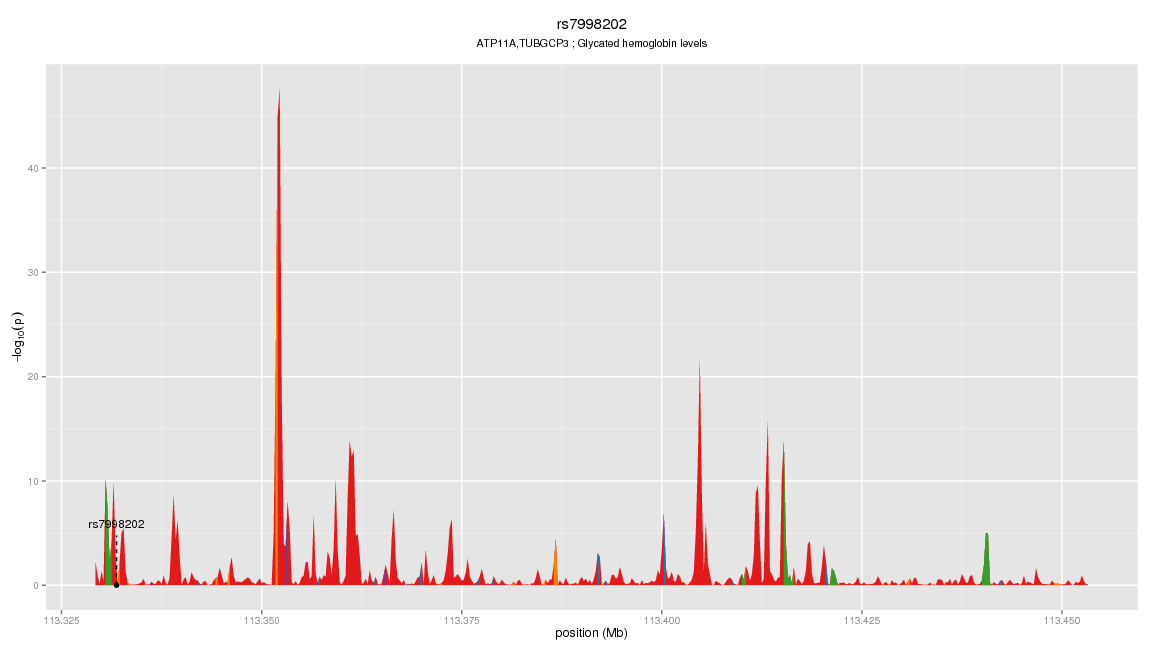 rs7998202
ATP11A,TUBGCP3 ; Glycated hemoglobin levels
−log10(p)
40
30
20
10
0
rs7998202
113.325 113.350 113.375 113.400 113.425 113.450
position (Mb)